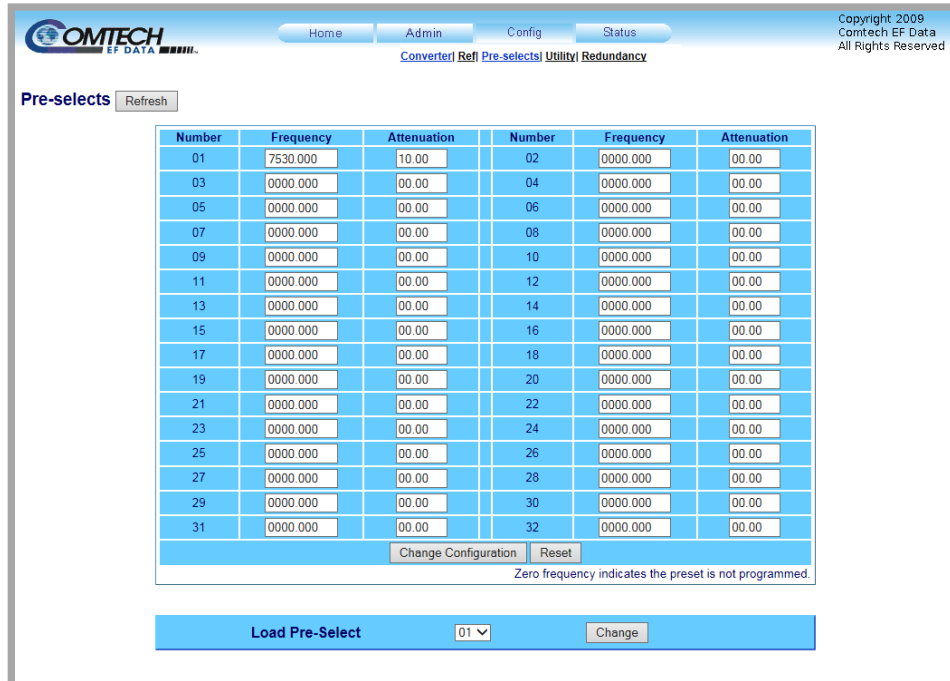 COMTECH
EF DATA
Home Admin Config Status
Converter| Ref| Pre-selects| Utility| Redundancy
Copyright 2009
Comtech EF Data
All Rights Reserved
Pre-selects Refresh
Number Frequency Attenuation Number Frequency Attenuation
01 7530.000 10.00 02 0000.000 00.00
03 0000.000 00.00 04 0000.000 00.00
05 0000.000 00.00 06 0000.000 00.00
07 0000.000 00.00 08 0000.000 00.00
09 0000.000 00.00 10 0000.000 00.00
11 0000.000 00.00 12 0000.000 00.00
13 0000.000 00.00 14 0000.000 00.00
15 0000.000 00.00 16 0000.000 00.00
17 0000.000 00.00 18 0000.000 00.00
19 0000.000 00.00 20 0000.000 00.00
21 0000.000 00.00 22 0000.000 00.00
23 0000.000 00.00 24 0000.000 00.00
25 0000.000 00.00 26 0000.000 00.00
27 0000.000 00.00 28 0000.000 00.00
29 0000.000 00.00 30 0000.000 00.00
31 0000.000 00.00 32 0000.000 00.00
Change Configuration Reset
Zero frequency indicates the preset is not programmed.
Load Pre-Select 01 Change